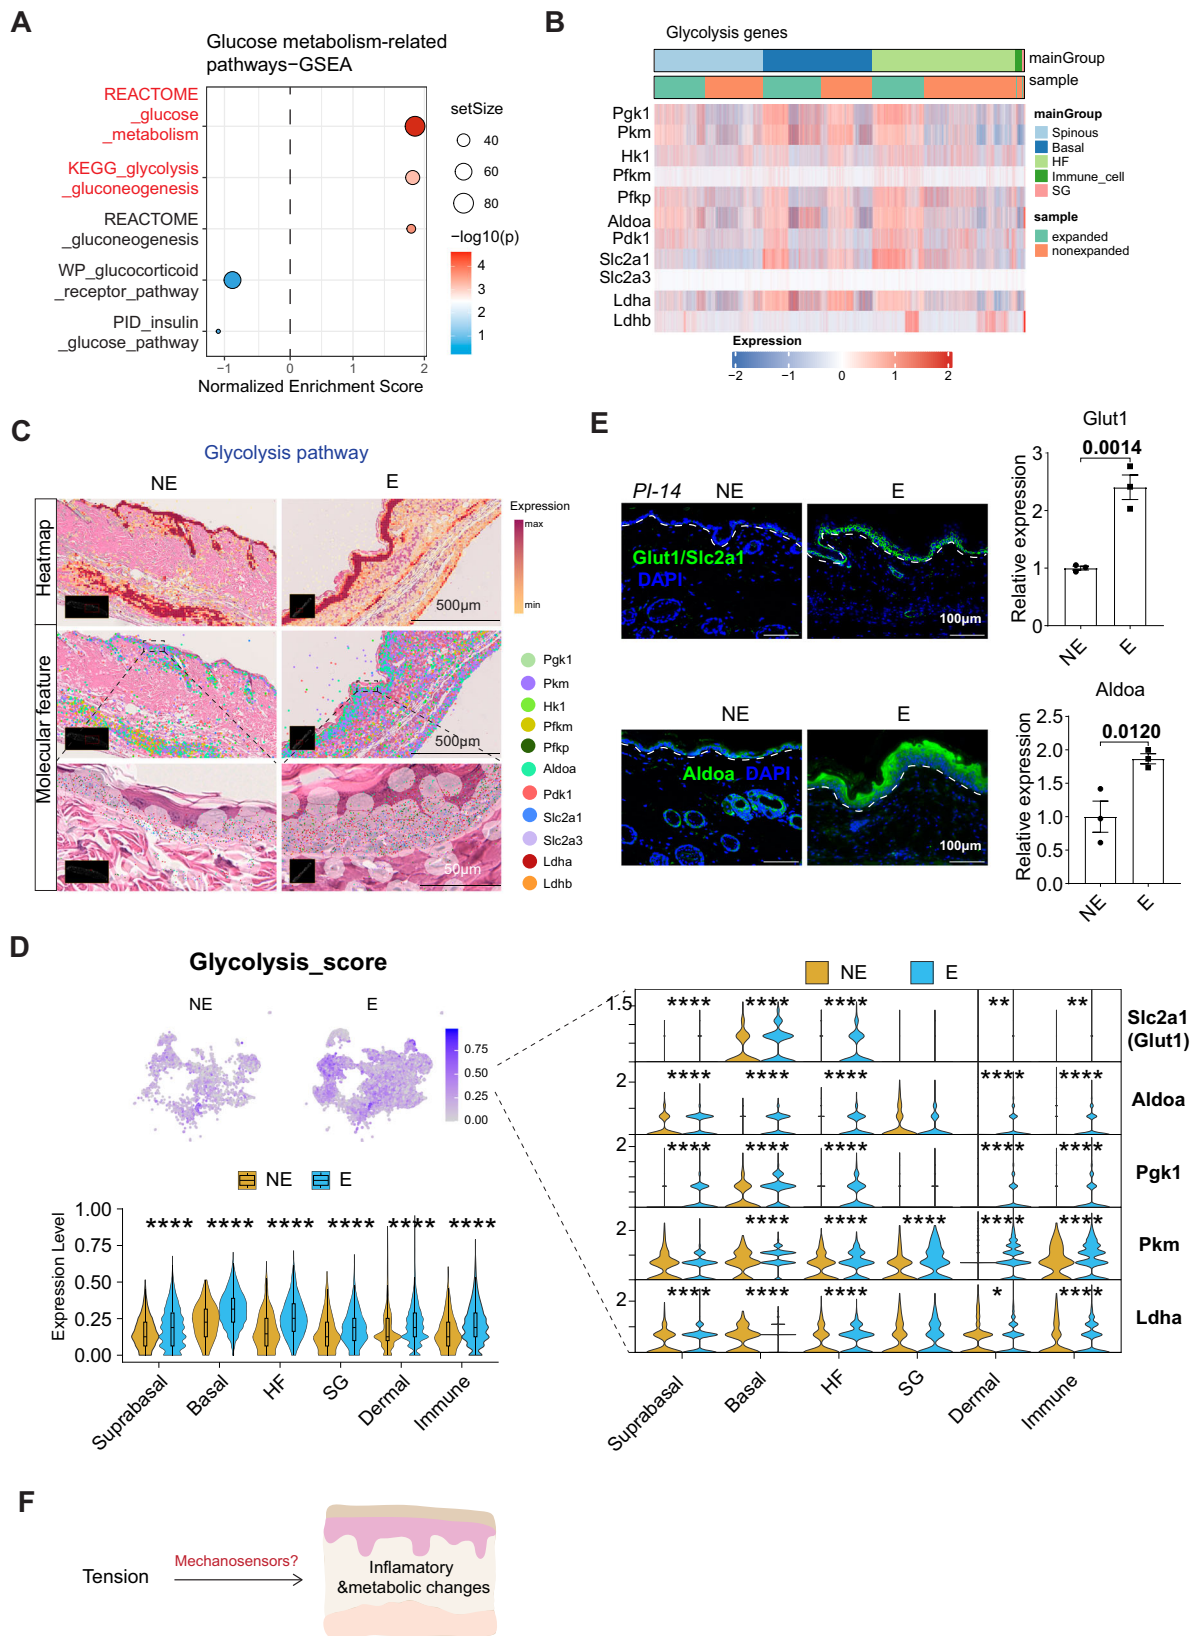 A
Glucose metabolism-related
pathways−GSEA
REACTOME
_glucose
_metabolism
KEGG_glycolysis
_gluconeogenesis
REACTOME
_gluconeogenesis
WP_glucocorticoid
_receptor_pathway
PID_insulin
_glucose_pathway
−1
0
1
2
Normalized Enrichment Score
setSize
40
60
80
−log10(p)
4
3
2
1
B
Glycolysis genes
mainGroup
sample
Pgk1
Pkm
Hk1
Pfkm
Pfkp
Aldoa
Pdk1
Slc2a1
Slc2a3
Ldha
Ldhb
mainGroup
Spinous
Basal
HF
Immune_cell
SG
sample
expanded
nonexpanded
Expression
−2
−1
0
1
2
C
Glycolysis pathway
NE
E
Heatmap
Molecular feature
Expression
max
min
500μm
500μm
50μm
Pgk1
Pkm
Hk1
Pfkm
Pfkp
Aldoa
Pdk1
Slc2a1
Slc2a3
Ldha
Ldhb
E
PI-14
NE
E
Glut1/Slc2a1
DAPI
100μm
Glut1
0.0014
Relative expression
3
2
1
0
NE
E
NE
E
Aldoa DAPI
100μm
Aldoa
0.0120
Relative expression
2.5
2.0
1.5
1.0
0.5
0.0
NE
E
D
Glycolysis_score
NE
E
0.75
0.50
0.25
0.00
NE
E
Expression Level
1.00
0.75
0.50
0.25
0.00
**** **** **** **** **** ****
Suprabasal
Basal
HF
SG
Dermal
Immune
NE
E
1.5
**** **** **** ** **
Slc2a1
(Glut1)
2
**** **** **** **** ****
Aldoa
2
**** **** **** **** ****
Pgk1
2
**** **** **** **** ****
Pkm
2
**** **** **** * ****
Ldha
Suprabasal
Basal
HF
SG
Dermal
Immune
F
Tension
Mechanosensors?
Inflamatory
&metabolic changes